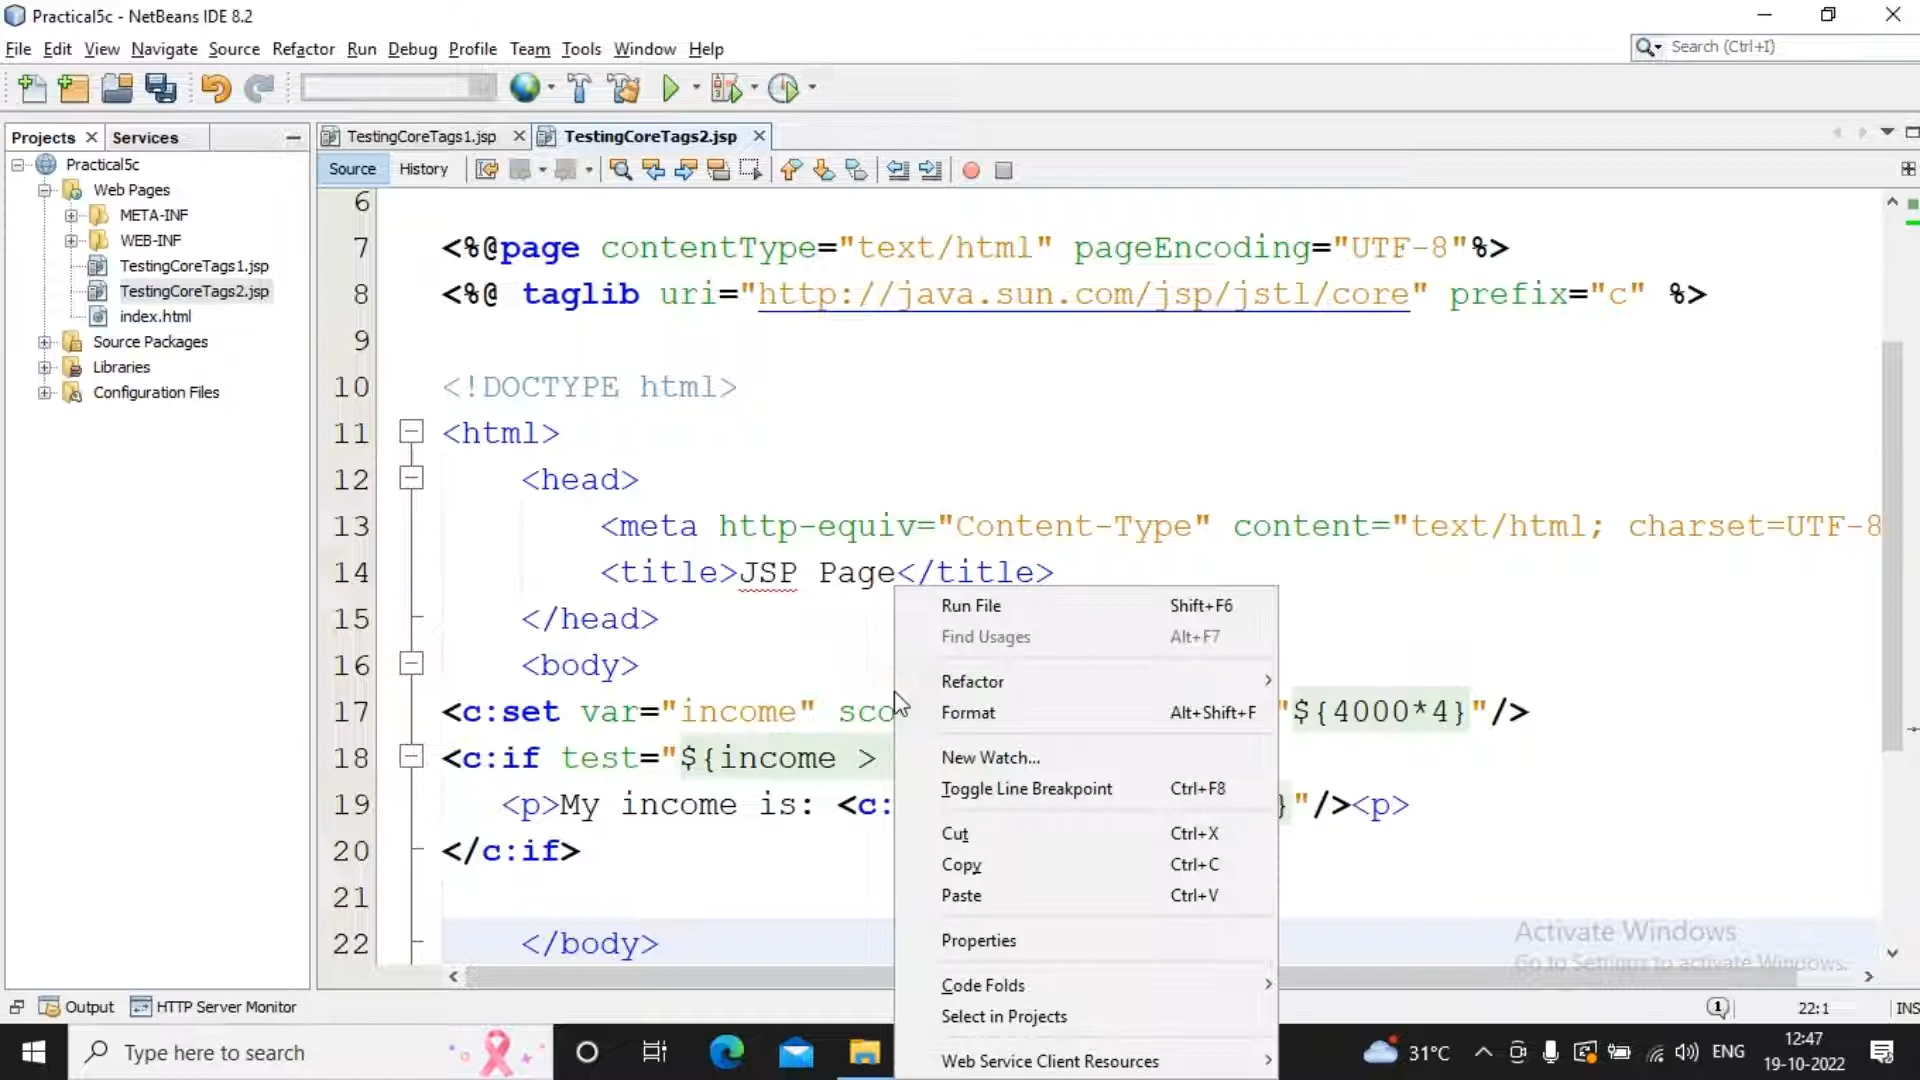 Practical5c - NetBeans IDE 8.2
File Edit View Navigate Source Refactor Run Debug Profile Team Tools Window Help
Search (Ctrl+I)
Projects Services
TestingCoreTags1.jsp TestingCoreTags2.jsp
Source History
Practical5c
Web Pages
META-INF
WEB-INF
TestingCoreTags1.jsp
TestingCoreTags2.jsp
index.html
Source Packages
Libraries
Configuration Files
6
7 <%@page contentType="text/html" pageEncoding="UTF-8"%>
8 <%@ taglib uri="http://java.sun.com/jsp/jstl/core" prefix="c" %>
9
10 <!DOCTYPE html>
11 <html>
12 <head>
13 <meta http-equiv="Content-Type" content="text/html; charset=UTF-8
14 <title>JSP Page</title>
15 </head>
16 <body>
17 <c:set var="income" sco "${4000*4}"/>
18 <c:if test="${income >
19 <p>My income is: <c: }"/><p>
20 </c:if>
21
22 </body>
Run File Shift+F6
Find Usages Alt+F7
Refactor
Format Alt+Shift+F
New Watch...
Toggle Line Breakpoint Ctrl+F8
Cut Ctrl+X
Copy Ctrl+C
Paste Ctrl+V
Properties
Code Folds
Select in Projects
Web Service Client Resources
Activate Windows
Go to Settings to activate Windows.
Output HTTP Server Monitor
1 22:1 INS
Type here to search
31°C ENG
12:47
19-10-2022